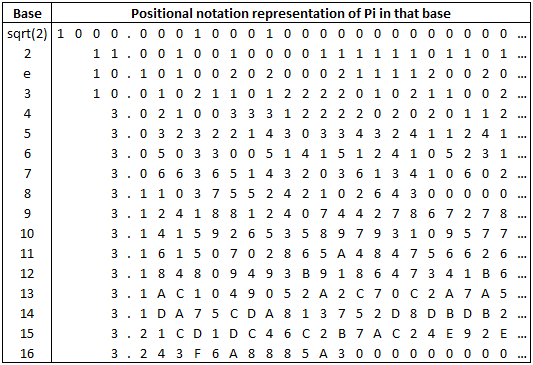 Base Positional notation representation of Pi in that base
sqrt(2) 1 0 0 0 . 0 0 0 1 0 0 0 1 0 0 0 0 0 0 0 0 0 0 0 0 ...
2 1 1 . 0 0 1 0 0 1 0 0 0 0 1 1 1 1 1 1 0 1 1 0 1 ...
e 1 0 . 1 0 1 0 0 2 0 2 0 0 0 2 1 1 1 1 2 0 0 2 0 ...
3 1 0 . 0 1 0 2 1 1 0 1 2 2 2 2 0 1 0 2 1 1 0 0 2 ...
4 3 . 0 2 1 0 0 3 3 3 1 2 2 2 2 0 2 0 2 0 1 1 2 ...
5 3 . 0 3 2 3 2 2 1 4 3 0 3 3 4 3 2 4 1 1 2 4 1 ...
6 3 . 0 5 0 3 3 0 0 5 1 4 1 5 1 2 4 1 0 5 2 3 1 ...
7 3 . 0 6 6 3 6 5 1 4 3 2 0 3 6 1 3 4 1 0 6 0 2 ...
8 3 . 1 1 0 3 7 5 5 2 4 2 1 0 2 6 4 3 0 0 0 0 0 ...
9 3 . 1 2 4 1 8 8 1 2 4 0 7 4 4 2 7 8 6 7 2 7 8 ...
10 3 . 1 4 1 5 9 2 6 5 3 5 8 9 7 9 3 1 0 9 5 7 7 ...
11 3 . 1 6 1 5 0 7 0 2 8 6 5 A 4 8 4 7 5 6 6 2 6 ...
12 3 . 1 8 4 8 0 9 4 9 3 B 9 1 8 6 4 7 3 4 1 B 6 ...
13 3 . 1 A C 1 0 4 9 0 5 2 A 2 C 7 0 C 2 A 7 A 5 ...
14 3 . 1 D A 7 5 C D A 8 1 3 7 5 2 D 8 D B D B 2 ...
15 3 . 2 1 C D 1 D C 4 6 C 2 B 7 A C 2 4 E 9 2 E ...
16 3 . 2 4 3 F 6 A 8 8 8 5 A 3 0 0 0 0 0 0 0 0 0 ...